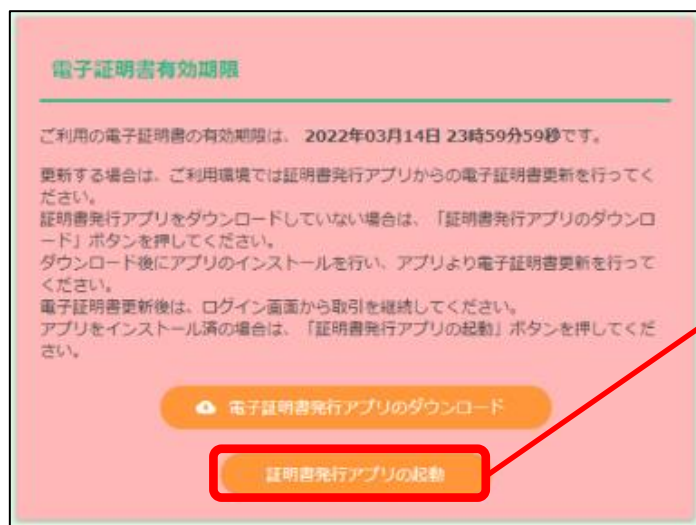 電子証明書有効期限
ご利用の電子証明書の有効期限は、 2022年03月14日 23時59分59秒です。
更新する場合は、ご利用環境では証明書発行アプリからの電子証明書更新を行ってく
ださい。
証明書発行アプリをダウンロードしていない場合は、「証明書発行アプリのダウンロ
ード」ボタンを押してください。
ダウンロード後にアプリのインストールを行い、アプリより電子証明書更新を行って
ください。
電子証明書更新後は、ログイン画面から取引を継続してください。
アプリをインストール済の場合は、「証明書発行アプリの起動」ボタンを押してくだ
さい。
電子証明書発行アプリのダウンロード
証明書発行アプリの起動